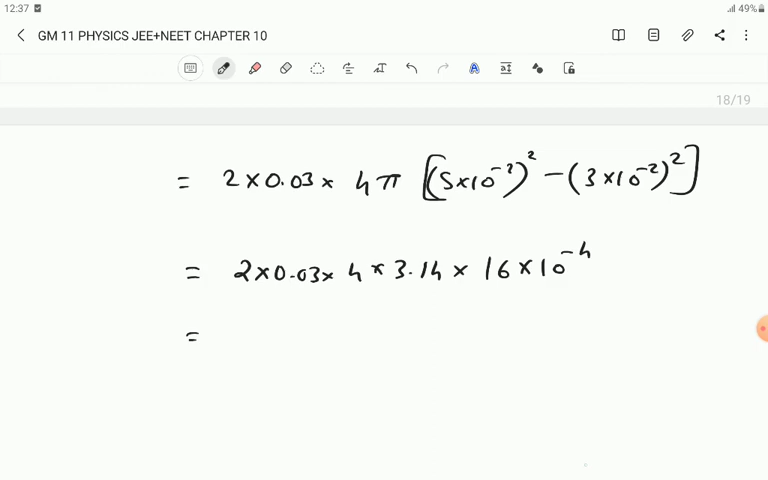 12:37 49%
GM 11 PHYSICS JEE+NEET CHAPTER 10
18/19
= 2×0.03× 4π [(5×10⁻²)² −(3×10⁻²)²]
= 2×0.03× 4×3.14× 16×10⁻⁴
=